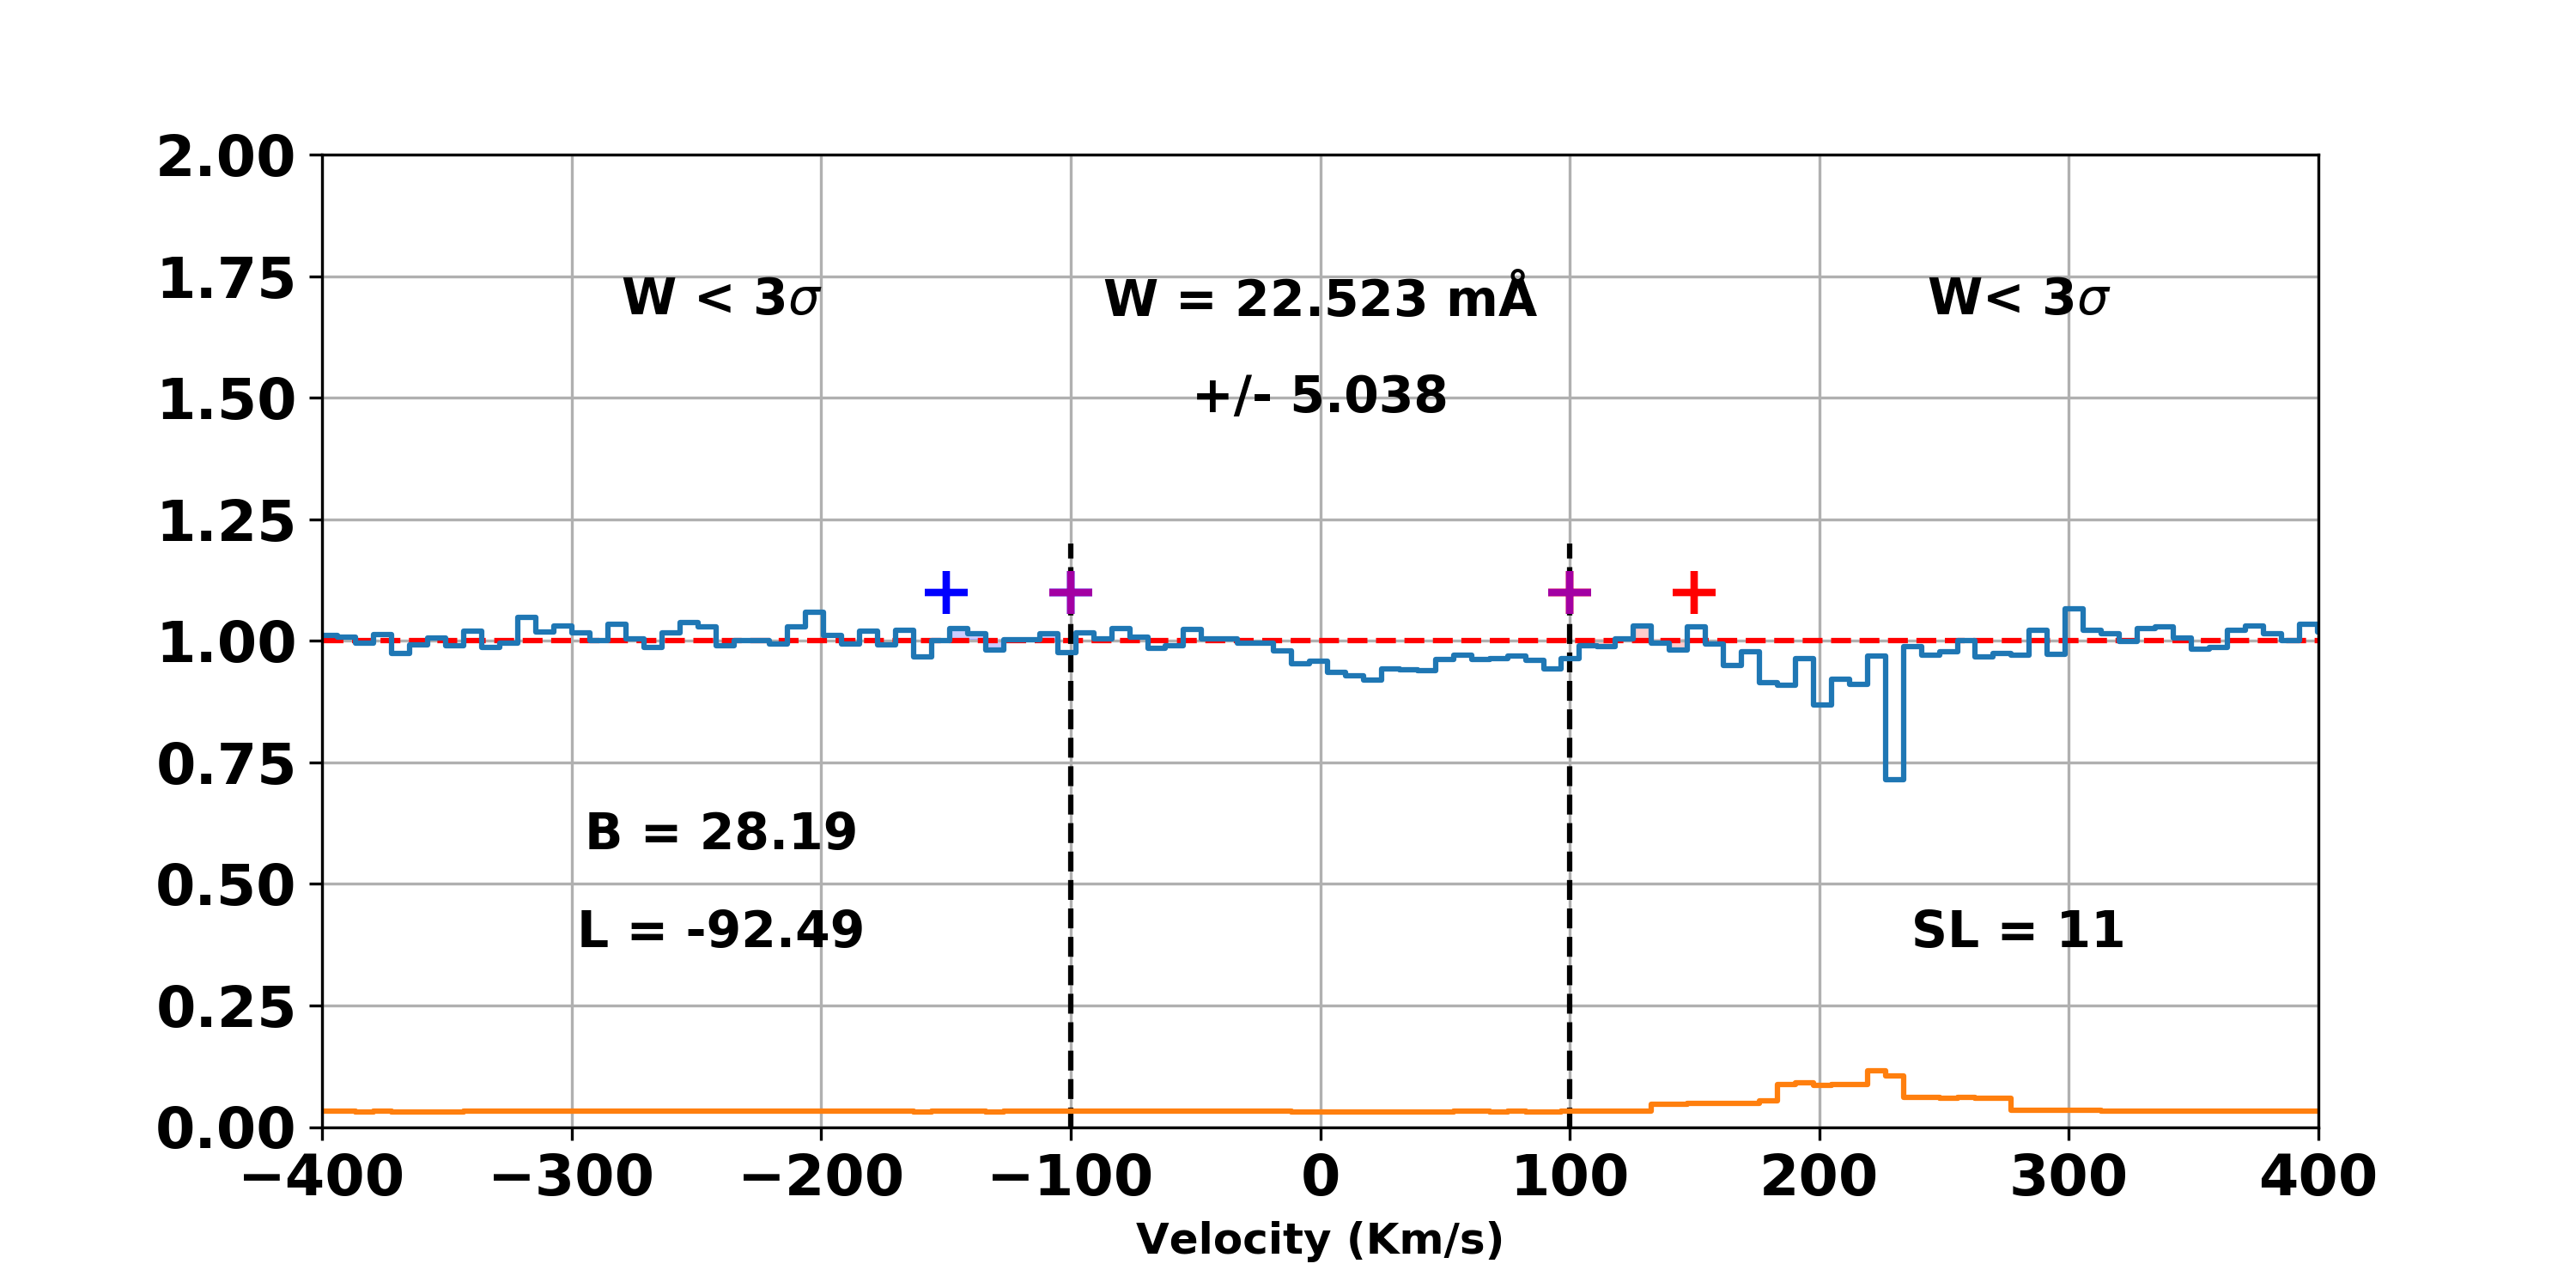 2.00
1.75
1.50
1.25
1.00
0.75
0.50
0.25
0.00
W < 3σ
W = 22.523 mÅ
+/- 5.038
W< 3σ
B = 28.19
L = -92.49
SL = 11
−400 −300 −200 −100 0 100 200 300 400
Velocity (Km/s)